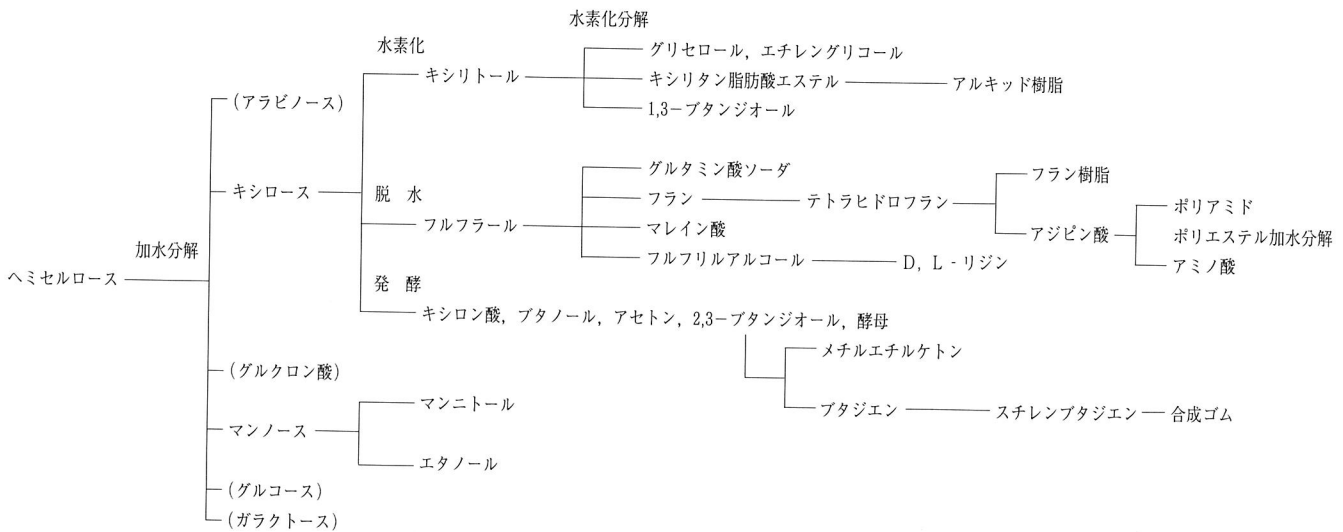 水素化分解
水素化
グリセロール, エチレングリコール
キシリトール
キシリタン脂肪酸エステル
アルキッド樹脂
(アラビノース)
1,3-ブタンジオール
グルタミン酸ソーダ
フラン樹脂
キシロース
脱 水
フラン
テトラヒドロフラン
ポリアミド
フルフラール
マレイン酸
アジピン酸
ポリエステル加水分解
加水分解
フルフリルアルコール
D, L - リジン
アミノ酸
ヘミセルロース
発 酵
キシロン酸, ブタノール, アセトン, 2,3-ブタンジオール, 酵母
メチルエチルケトン
(グルクロン酸)
マンニトール
ブタジエン
スチレンブタジエン
合成ゴム
マンノース
エタノール
(グルコース)
(ガラクトース)